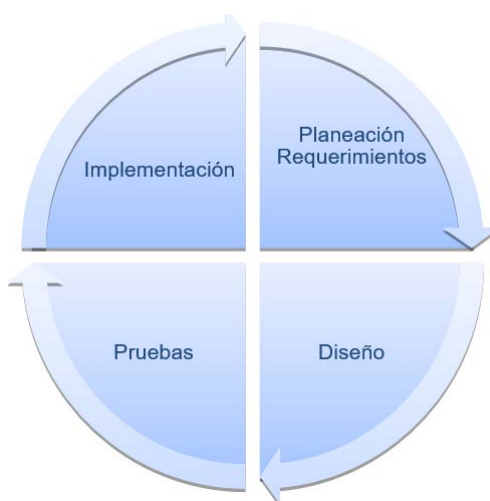 Implementación
Planeación
Requerimientos
Pruebas
Diseño